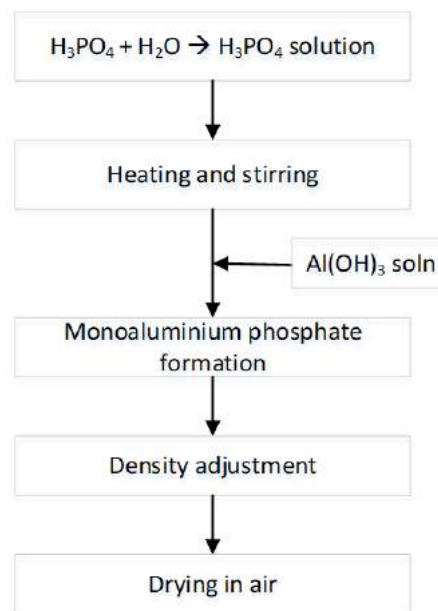 H₃PO₄ + H₂O → H₃PO₄ solution
Heating and stirring
Al(OH)₃ soln
Monoaluminium phosphate
formation
Density adjustment
Drying in air